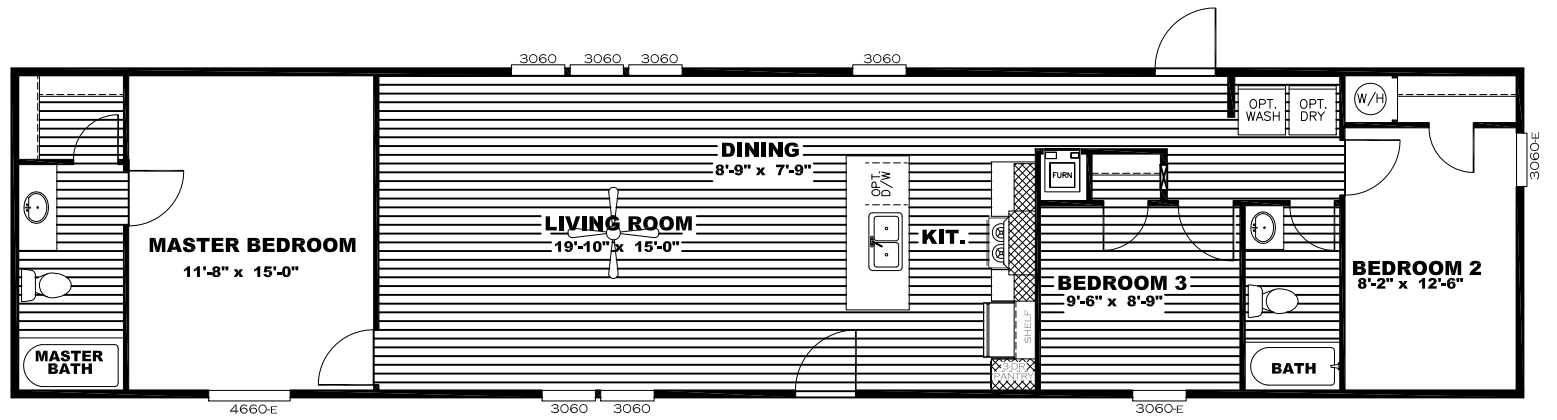 3060
3060
3060
3060
W/H
OPT.
WASH
OPT.
DRY
3060-E
DINING
8'-9" x 7'-9"
OPT.
D/W
FURN
LIVING ROOM
19'-10" x 15'-0"
KIT.
MASTER BEDROOM
11'-8" x 15'-0"
BEDROOM 3
9'-6" x 8'-9"
BEDROOM 2
8'-2" x 12'-6"
SHELF
MASTER
BATH
BATH
PANTRY
4660-E
3060
3060
3060-E